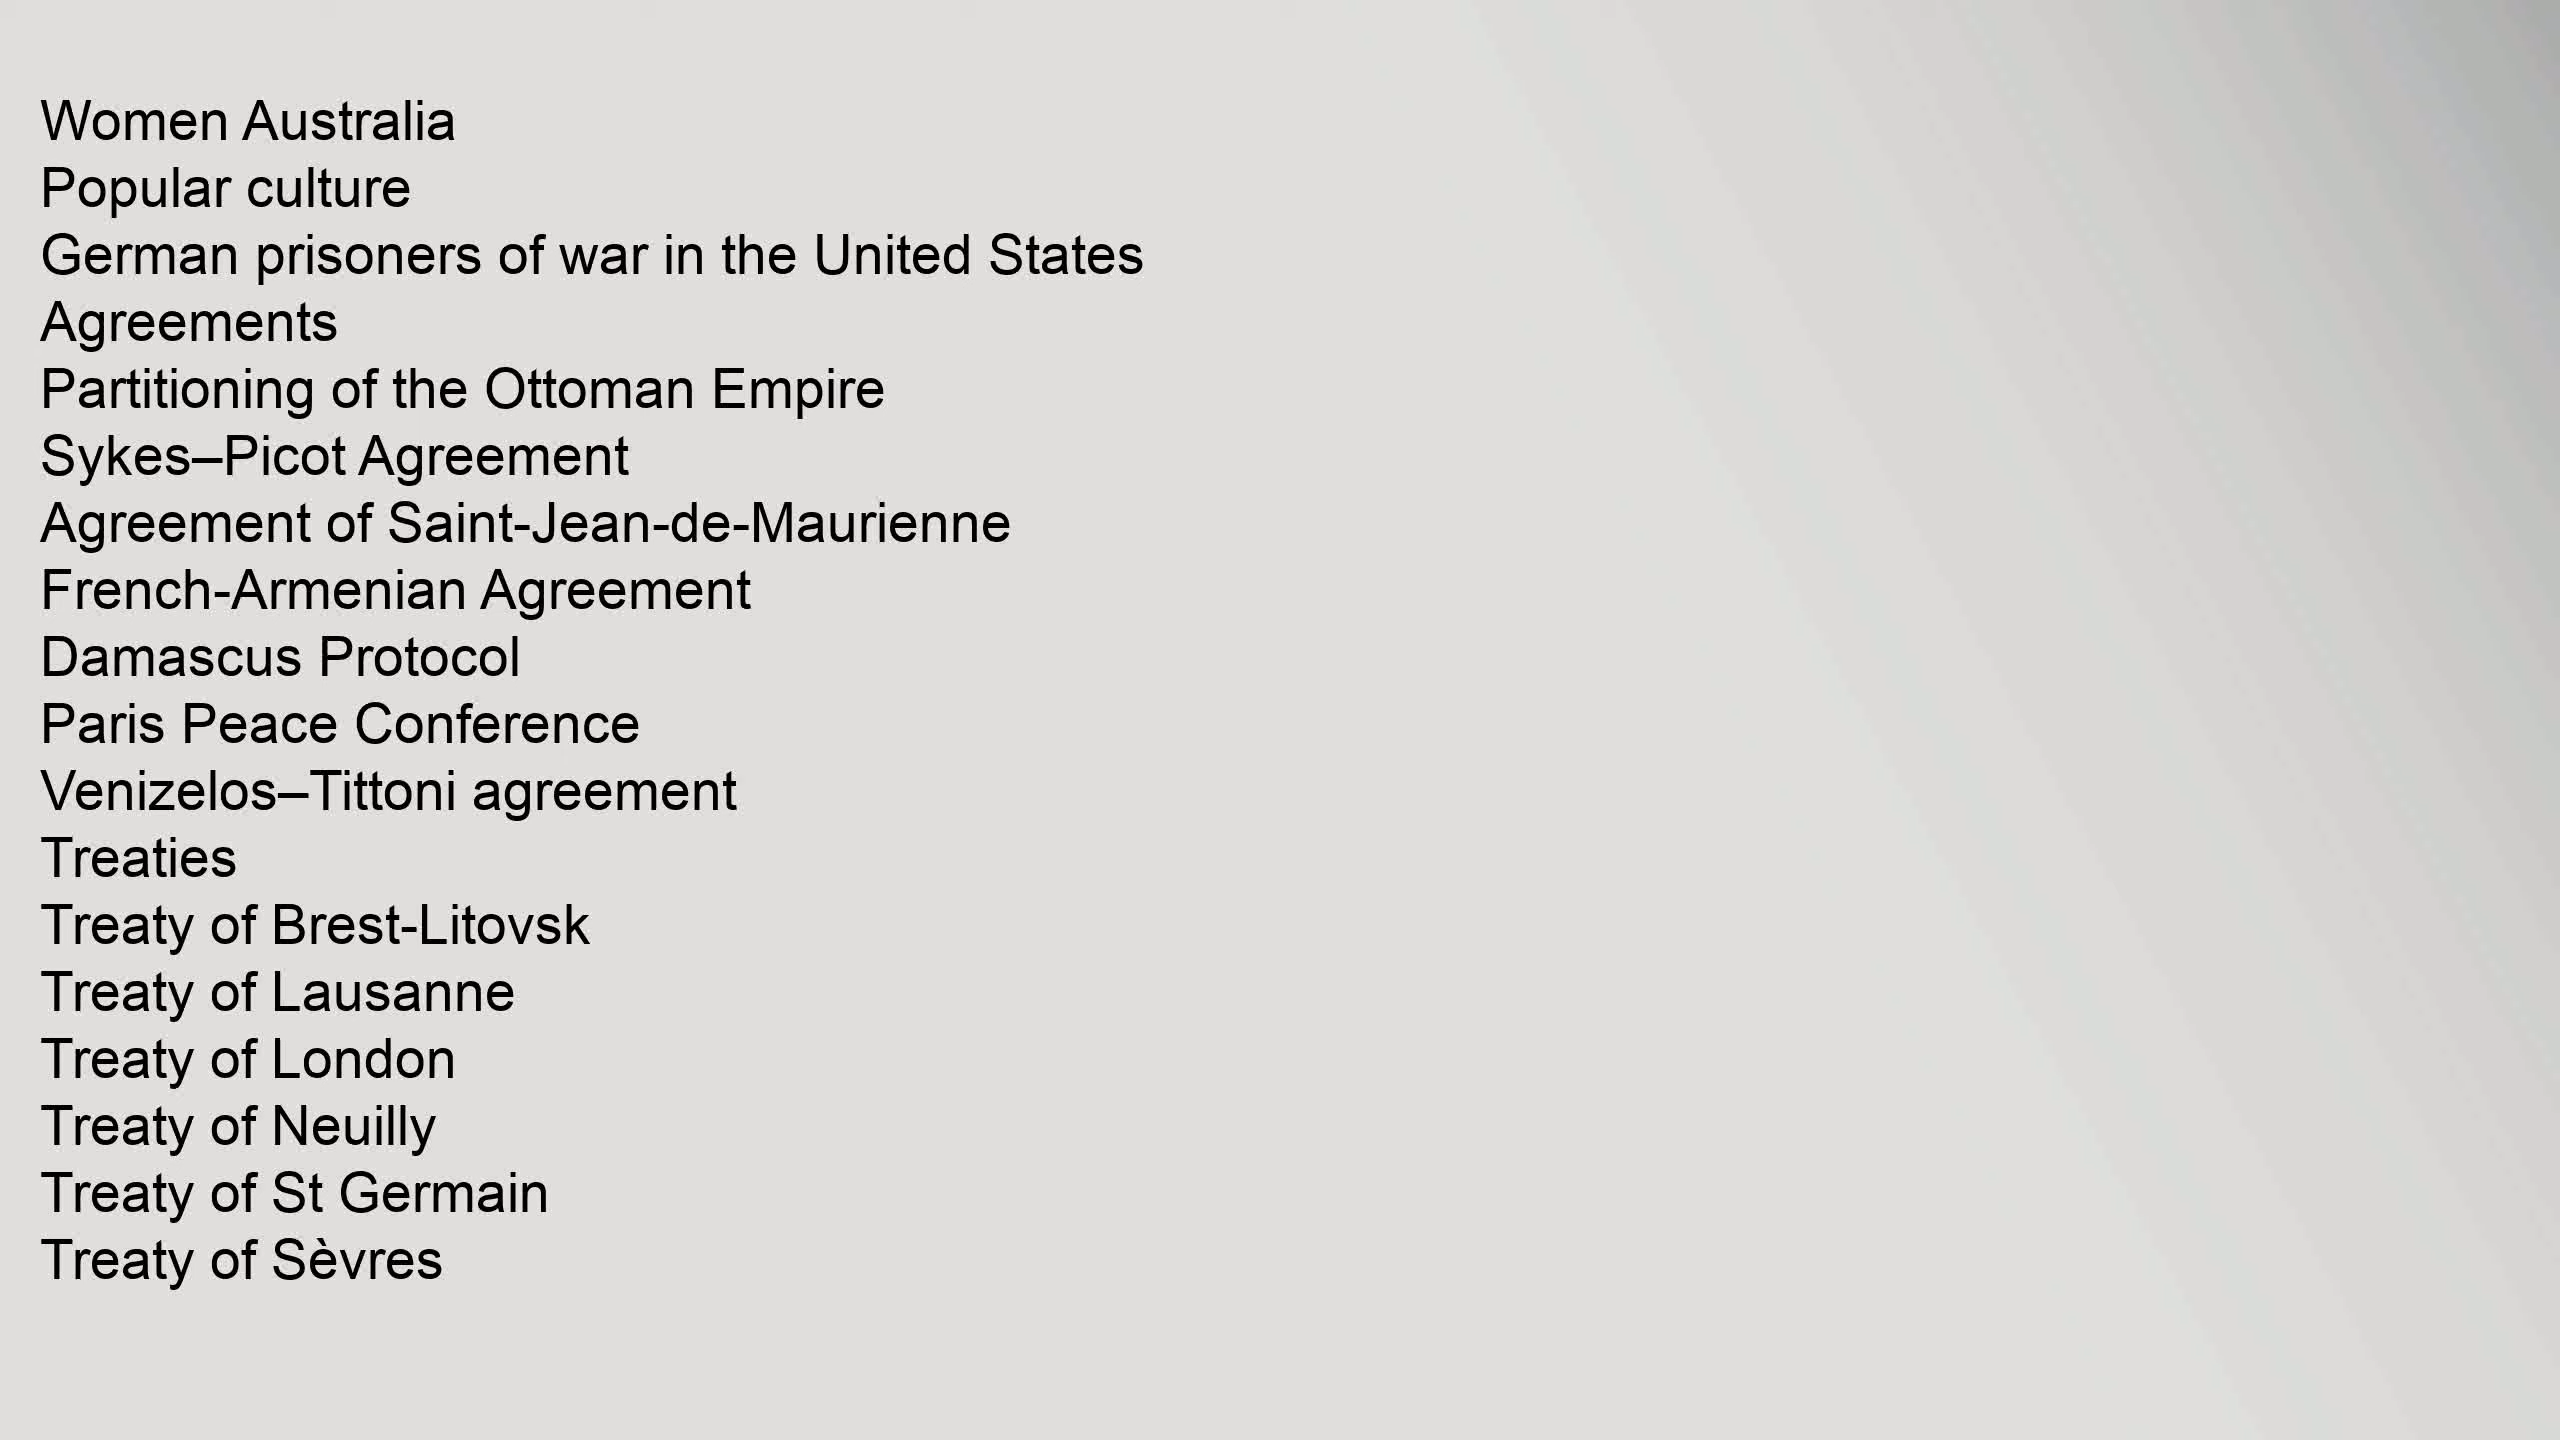 Women Australia
Popular culture
German prisoners of war in the United States
Agreements
Partitioning of the Ottoman Empire
Sykes–Picot Agreement
Agreement of Saint-Jean-de-Maurienne
French-Armenian Agreement
Damascus Protocol
Paris Peace Conference
Venizelos–Tittoni agreement
Treaties
Treaty of Brest-Litovsk
Treaty of Lausanne
Treaty of London
Treaty of Neuilly
Treaty of St Germain
Treaty of Sèvres